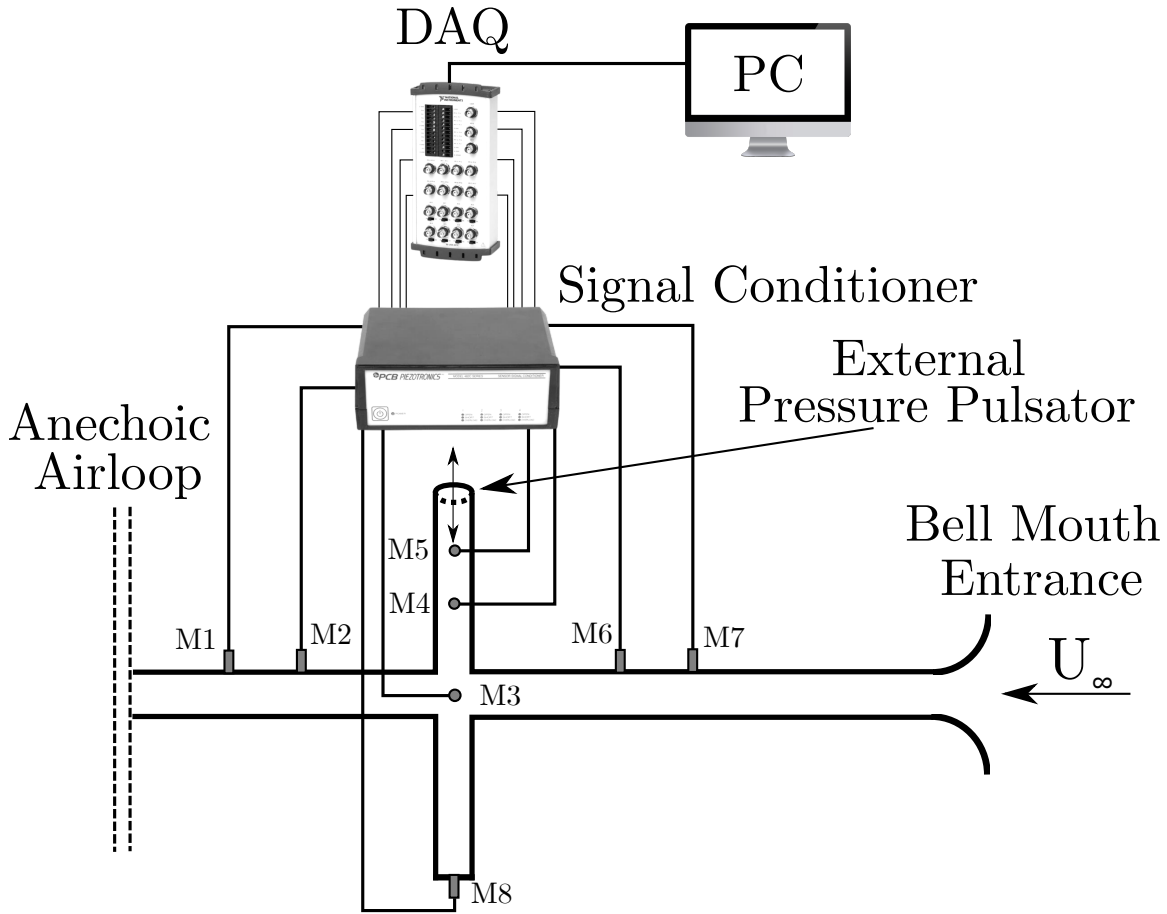 DAQ
PC
Signal Conditioner
PCB PIEZOTRONICS
External
Pressure Pulsator
Anechoic
Airloop
Bell Mouth
Entrance
M5
M4
M1
M2
M6
M7
U∞
M3
M8